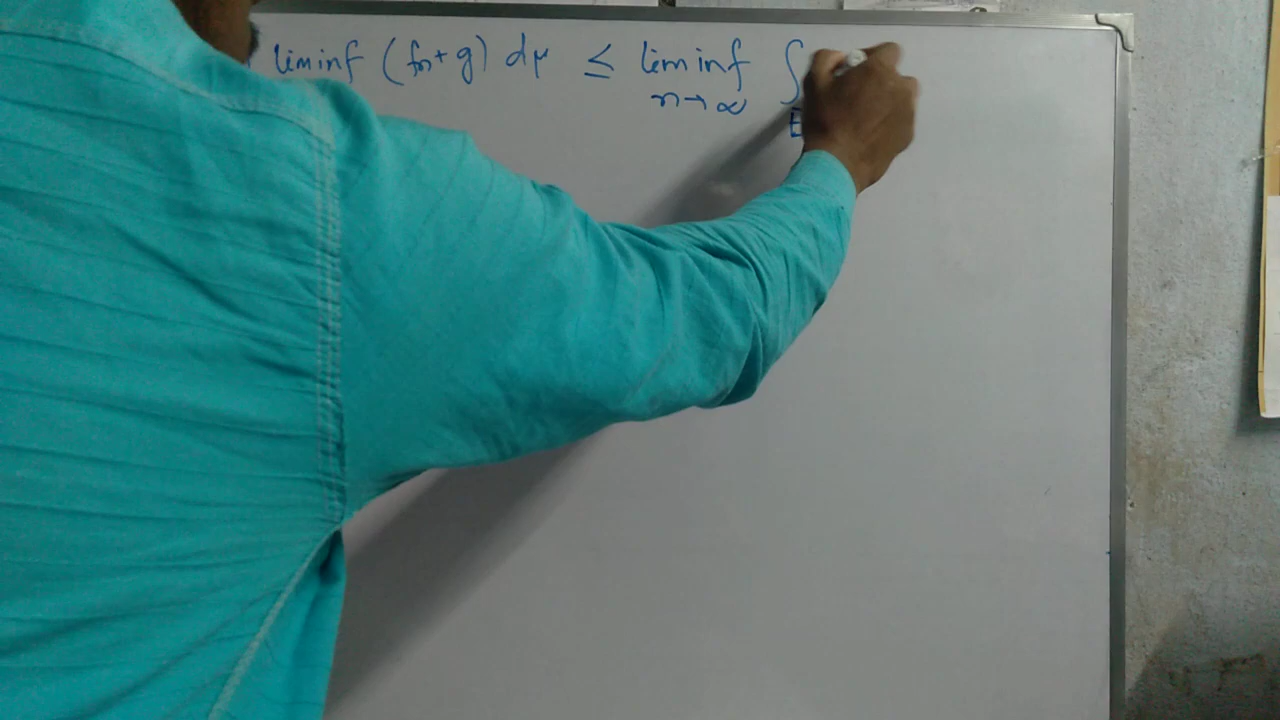 liminf (fn+g) dμ ≤ liminf ∫
n→∞ E